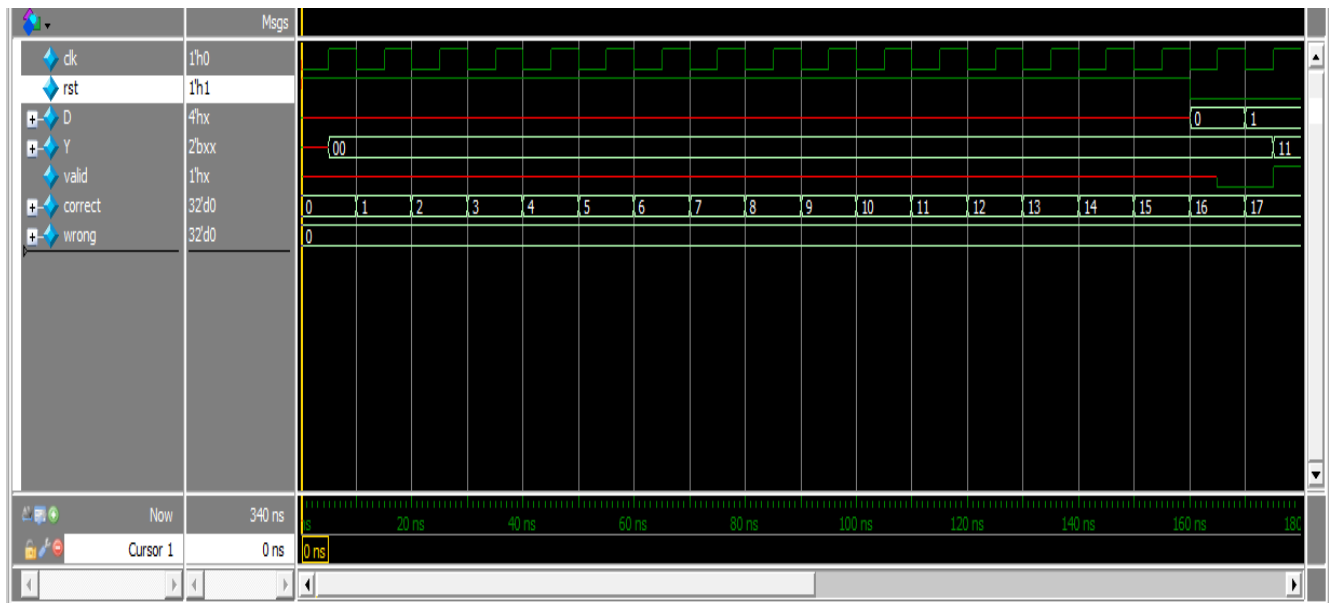 Msgs
clk 1'h0
rst 1'h1
D 4'hx 0 1
Y 2'bxx 00 11
valid 1'hx
correct 32'd0 0 1 2 3 4 5 6 7 8 9 10 11 12 13 14 15 16 17
wrong 32'd0 0
Now 340 ns ns 20 ns 40 ns 60 ns 80 ns 100 ns 120 ns 140 ns 160 ns 180
Cursor 1 0 ns 0 ns